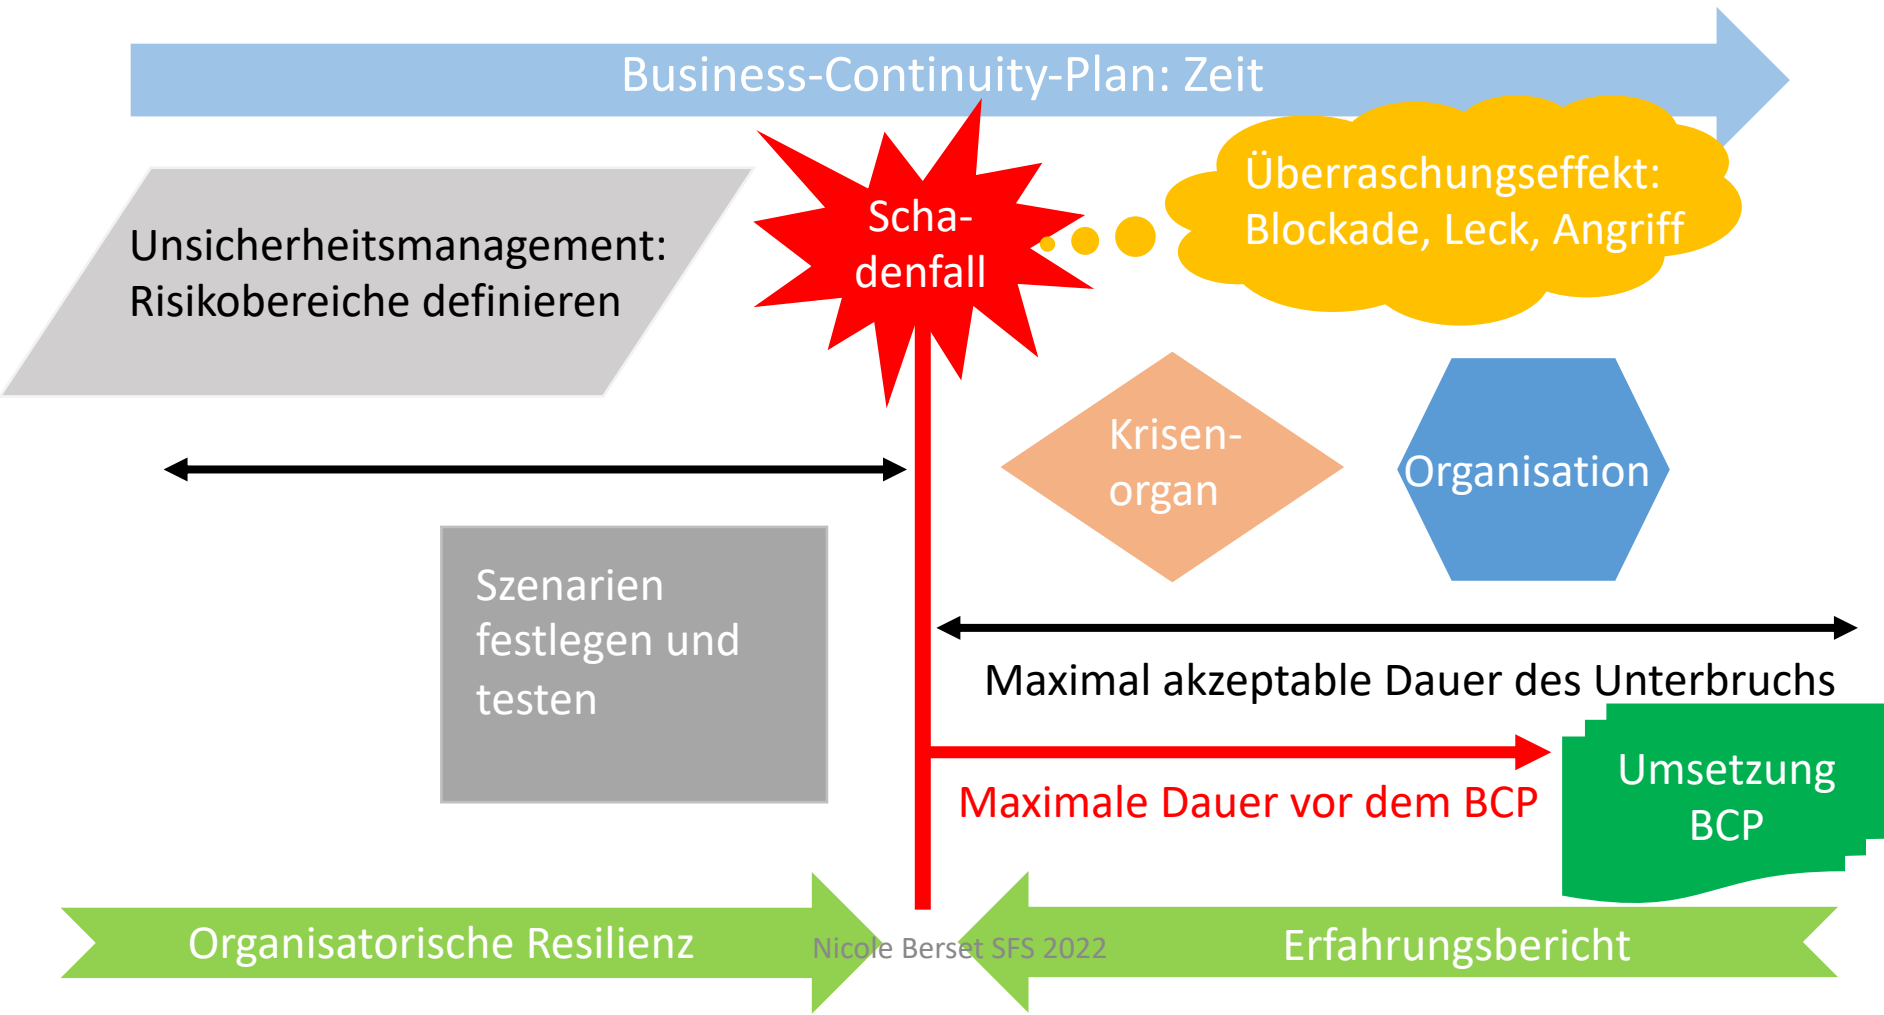 Business-Continuity-Plan: Zeit
Unsicherheitsmanagement:
Risikobereiche definieren
Scha-
denfall
Überraschungseffekt:
Blockade, Leck, Angriff
Krisen-
organ
Organisation
Szenarien
festlegen und
testen
Maximal akzeptable Dauer des Unterbruchs
Maximale Dauer vor dem BCP
Umsetzung
BCP
Organisatorische Resilienz
Nicole Berset SFS 2022
Erfahrungsbericht